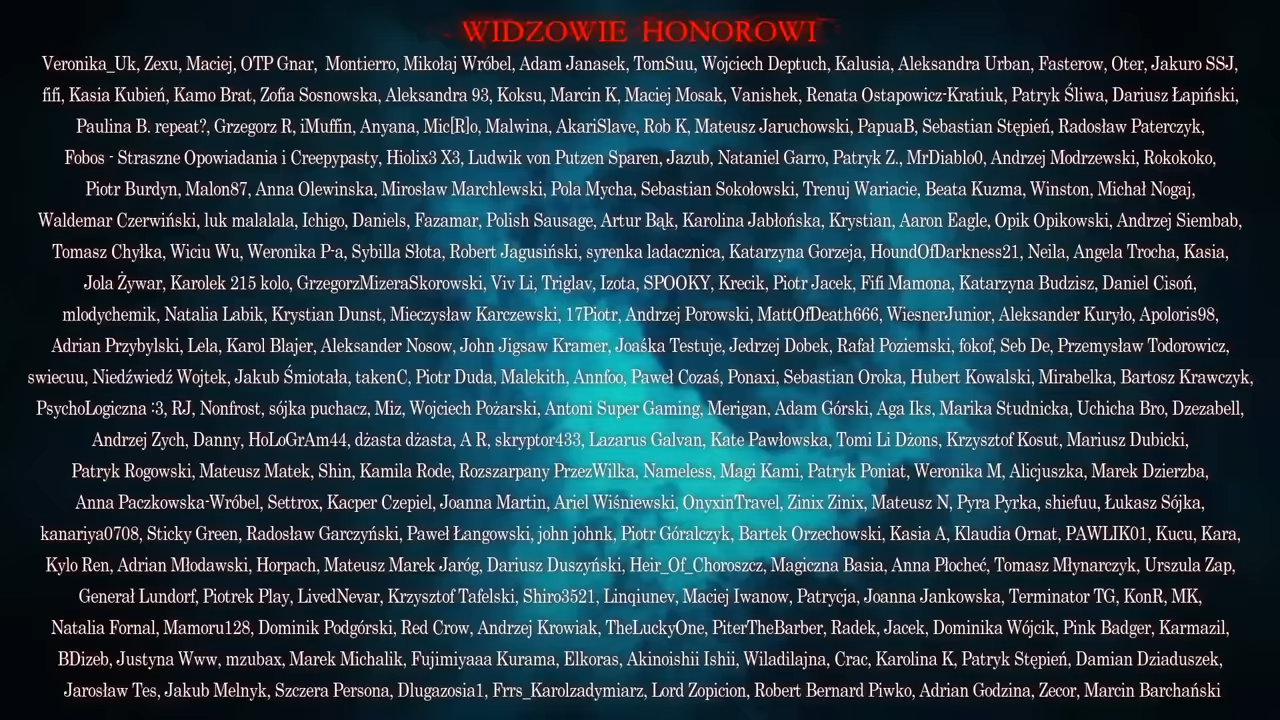 WIDZOWIE HONOROWI
Veronika_Uk, Zexu, Maciej, OTP Gnar, Montierro, Mikołaj Wróbel, Adam Janasek, TomSuu, Wojciech Deptuch, Kalusia, Aleksandra Urban, Fasterow, Oter, Jakuro SSJ,
fifi, Kasia Kubień, Kamo Brat, Zofia Sosnowska, Aleksandra 93, Koksu, Marcin K, Maciej Mosak, Vanishek, Renata Ostapowicz-Kratiuk, Patryk Śliwa, Dariusz Łapiński,
Paulina B. repeat?, Grzegorz R, iMuffin, Anyana, Mic[R]o, Malwina, AkariSlave, Rob K, Mateusz Jaruchowski, PapuaB, Sebastian Stępień, Radosław Paterczyk,
Fobos - Straszne Opowiadania i Creepypasty, Hiolix3 X3, Ludwik von Putzen Sparen, Jazub, Nataniel Garro, Patryk Z., MrDiablo0, Andrzej Modrzewski, Rokokoko,
Piotr Burdyn, Malon87, Anna Olewinska, Mirosław Marchlewski, Pola Mycha, Sebastian Sokołowski, Trenuj Wariacie, Beata Kuzma, Winston, Michał Nogaj,
Waldemar Czerwiński, luk malalala, Ichigo, Daniels, Fazamar, Polish Sausage, Artur Bąk, Karolina Jabłońska, Krystian, Aaron Eagle, Opik Opikowski, Andrzej Siembab,
Tomasz Chyłka, Wiciu Wu, Weronika P-a, Sybilla Słota, Robert Jagusiński, syrenka ladacznica, Katarzyna Gorzeja, HoundOfDarkness21, Neila, Angela Trocha, Kasia,
Jola Żywar, Karolek 215 kolo, GrzegorzMizeraSkorowski, Viv Li, Triglav, Izota, SPOOKY, Krecik, Piotr Jacek, Fifi Mamona, Katarzyna Budzisz, Daniel Cisoń,
mlodychemik, Natalia Labik, Krystian Dunst, Mieczysław Karczewski, 17Piotr, Andrzej Porowski, MattOfDeath666, WiesnerJunior, Aleksander Kuryło, Apoloris98,
Adrian Przybylski, Lela, Karol Blajer, Aleksander Nosow, John Jigsaw Kramer, Joaśka Testuje, Jedrzej Dobek, Rafał Poziemski, fokof, Seb De, Przemysław Todorowicz,
swiecuu, Niedźwiedź Wojtek, Jakub Śmiotała, takenC, Piotr Duda, Malekith, Annfoo, Paweł Cozaś, Ponaxi, Sebastian Oroka, Hubert Kowalski, Mirabelka, Bartosz Krawczyk,
PsychoLogiczna :3, RJ, Nonfrost, sójka puchacz, Miz, Wojciech Pożarski, Antoni Super Gaming, Merigan, Adam Górski, Aga Iks, Marika Studnicka, Uchicha Bro, Dzezabell,
Andrzej Zych, Danny, HoLoGrAm44, dżasta dżasta, A R, skryptor433, Lazarus Galvan, Kate Pawłowska, Tomi Li Dżons, Krzysztof Kosut, Mariusz Dubicki,
Patryk Rogowski, Mateusz Matek, Shin, Kamila Rode, Rozszarpany PrzezWilka, Nameless, Magi Kami, Patryk Poniat, Weronika M, Alicjuszka, Marek Dzierzba,
Anna Paczkowska-Wróbel, Settrox, Kacper Czepiel, Joanna Martin, Ariel Wiśniewski, OnyxinTravel, Zinix Zinix, Mateusz N, Pyra Pyrka, shiefuu, Łukasz Sójka,
kanariya0708, Sticky Green, Radosław Garczyński, Paweł Łangowski, john johnk, Piotr Góralczyk, Bartek Orzechowski, Kasia A, Klaudia Ornat, PAWLIK01, Kucu, Kara,
Kylo Ren, Adrian Młodawski, Horpach, Mateusz Marek Jaróg, Dariusz Duszyński, Heir_Of_Choroszcz, Magiczna Basia, Anna Płocheć, Tomasz Młynarczyk, Urszula Zap,
Generał Lundorf, Piotrek Play, LivedNevar, Krzysztof Tafelski, Shiro3521, Linqiunev, Maciej Iwanow, Patrycja, Joanna Jankowska, Terminator TG, KonR, MK,
Natalia Fornal, Mamoru128, Dominik Podgórski, Red Crow, Andrzej Krowiak, TheLuckyOne, PiterTheBarber, Radek, Jacek, Dominika Wójcik, Pink Badger, Karmazil,
BDizeb, Justyna Www, mzubax, Marek Michalik, Fujimiyaaa Kurama, Elkoras, Akinoishii Ishii, Wiladilajna, Crac, Karolina K, Patryk Stępień, Damian Dziaduszek,
Jarosław Tes, Jakub Melnyk, Szczera Persona, Dlugazosia1, Frrs_Karolzadymiarz, Lord Zopicion, Robert Bernard Piwko, Adrian Godzina, Zecor, Marcin Barchański